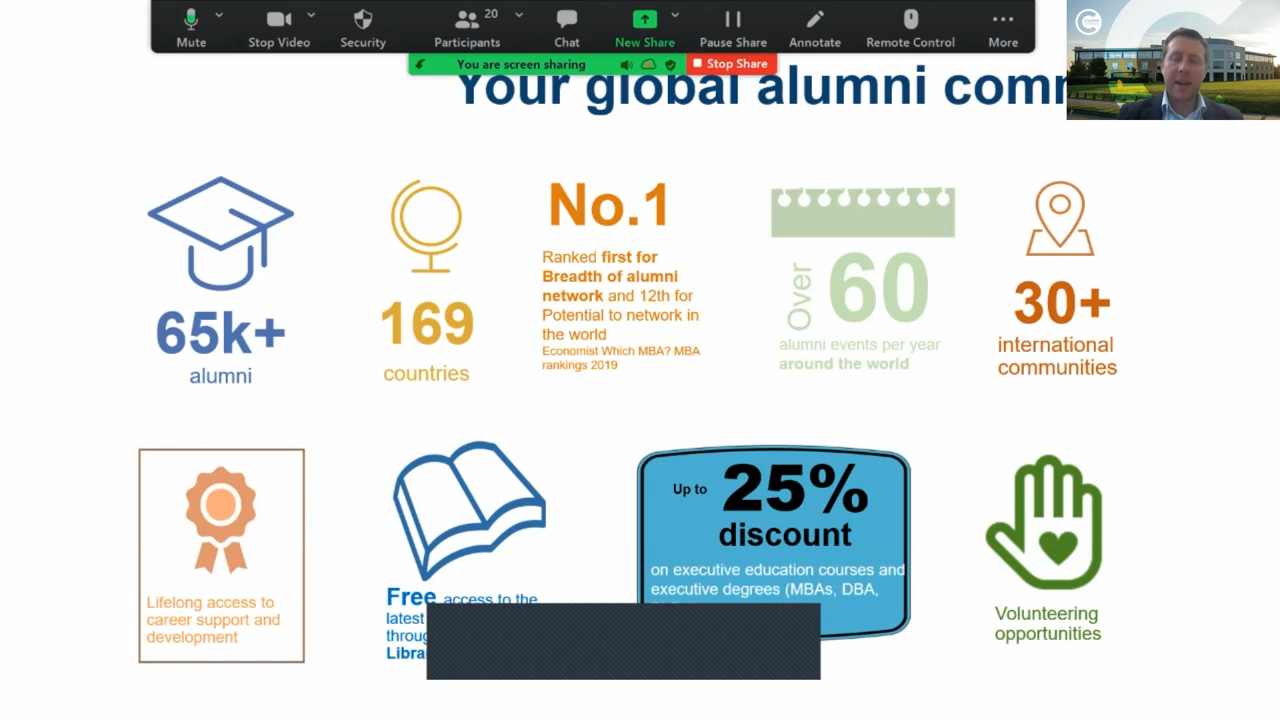 20
Mute
Stop Video
Security
Participants
Chat
New Share
Pause Share
Annotate
Remote Control
More
You are screen sharing
Stop Share
Your global alumni
65k+
alumni
169
countries
No.1
Ranked first for
Breadth of alumni
network and 12th for
Potential to network in
the world
Economist Which MBA? MBA
rankings 2019
Over 60
alumni events per year
around the world
30+
international
communities
Lifelong access to
career support and
development
Free access to the
latest
Up to 25%
discount
on executive education courses and
executive degrees (MBAs, DBA,
Volunteering
opportunities